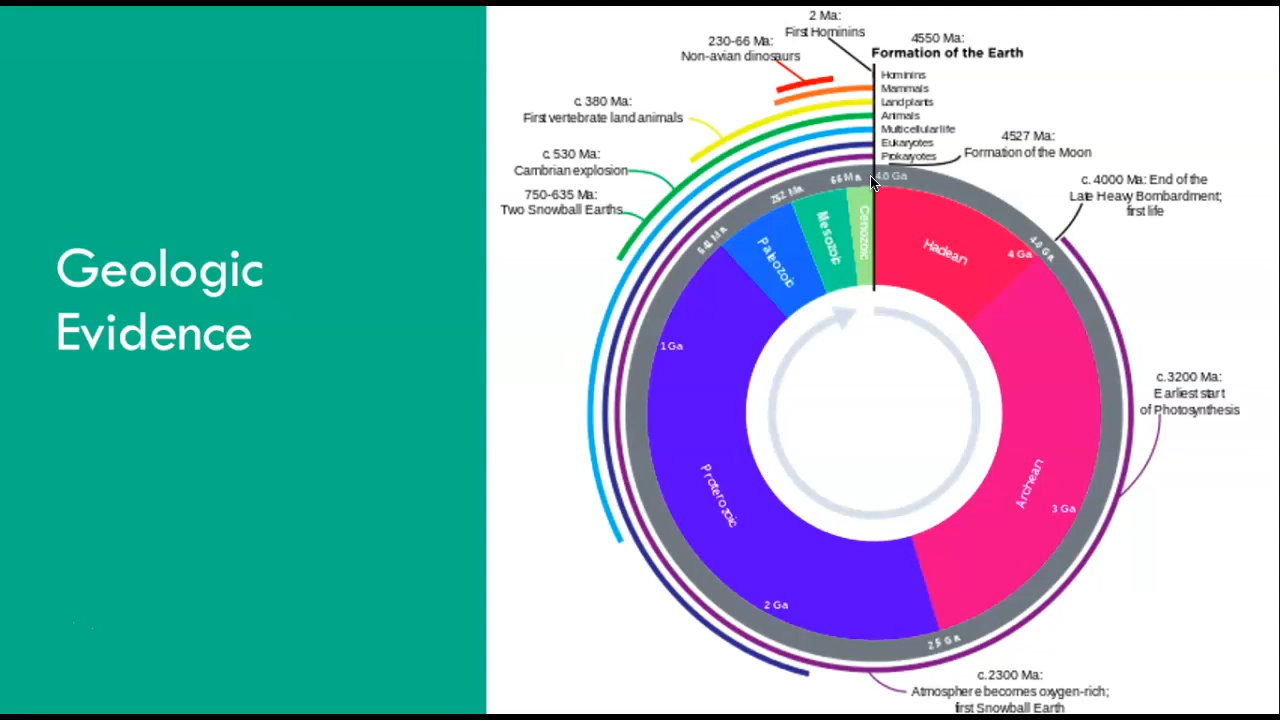 Geologic
Evidence
2 Ma:
First Hominins
230-66 Ma:
Non-avian dinosaurs
4550 Ma:
Formation of the Earth
Hominins
Mammals
Land plants
Animals
Multicellular life
Eukaryotes
Prokaryotes
c. 380 Ma:
First vertebrate land animals
4527 Ma:
Formation of the Moon
c. 530 Ma:
Cambrian explosion
750-635 Ma:
Two Snowball Earths
c. 4000 Ma: End of the
Late Heavy Bombardment;
first life
66 Ma
252 Ma
541 Ma
4.0 Ga
Cenozoic
Mesozoic
Paleozoic
Hadean
4 Ga
1 Ga
c. 3200 Ma:
Earliest start
of Photosynthesis
Proterozoic
Archean
3 Ga
2 Ga
2.5 Ga
c. 2300 Ma:
Atmosphere becomes oxygen-rich;
first Snowball Earth